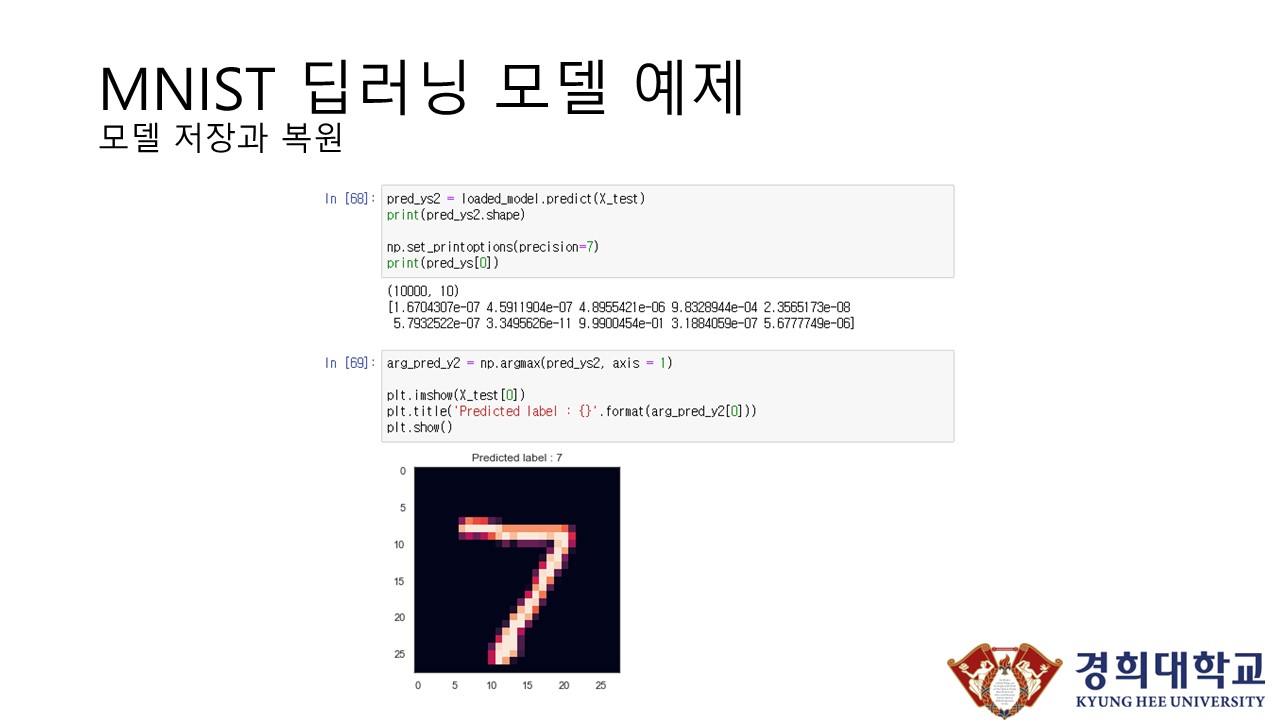 MNIST 딥러닝 모델 예제
모델 저장과 복원
In [68]:
pred_ys2 = loaded_model.predict(X_test)
print(pred_ys2.shape)
np.set_printoptions(precision=7)
print(pred_ys[0])
(10000, 10)
[1.6704307e-07 4.5911904e-07 4.8955421e-06 9.8328944e-04 2.3565173e-08
5.7932522e-07 3.3495626e-11 9.9900454e-01 3.1884059e-07 5.6777749e-06]
In [69]:
arg_pred_y2 = np.argmax(pred_ys2, axis = 1)
plt.imshow(X_test[0])
plt.title('Predicted label : {}'.format(arg_pred_y2[0]))
plt.show()
Predicted label : 7
0
5
10
15
20
25
0 5 10 15 20 25
경희대학교
KYUNG HEE UNIVERSITY